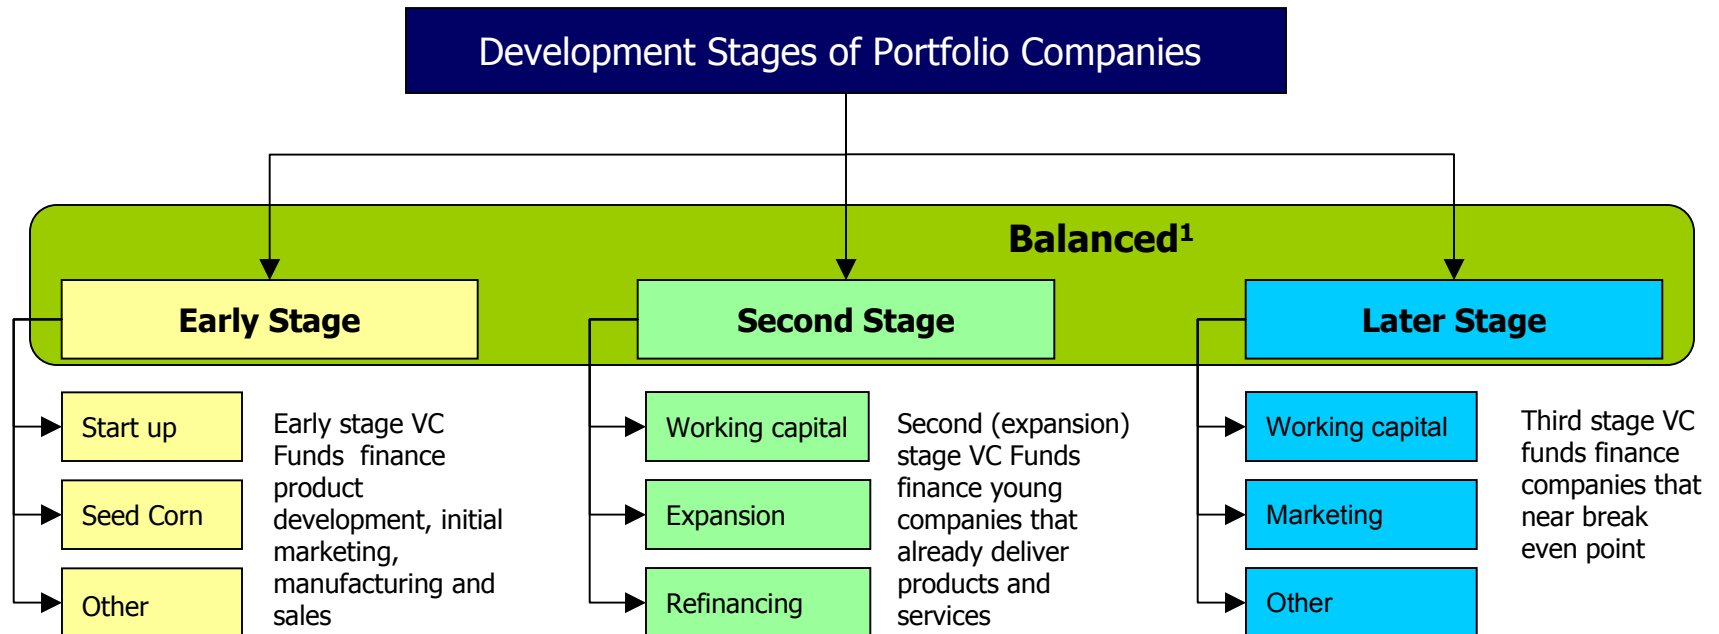 Development Stages of Portfolio Companies
Balanced¹
Early Stage
Second Stage
Later Stage
Start up
Seed Corn
Other
Early stage VC
Funds finance
product
development, initial
marketing,
manufacturing and
sales
Working capital
Expansion
Refinancing
Second (expansion)
stage VC Funds
finance young
companies that
already deliver
products and
services
Working capital
Marketing
Other
Third stage VC
funds finance
companies that
near break
even point